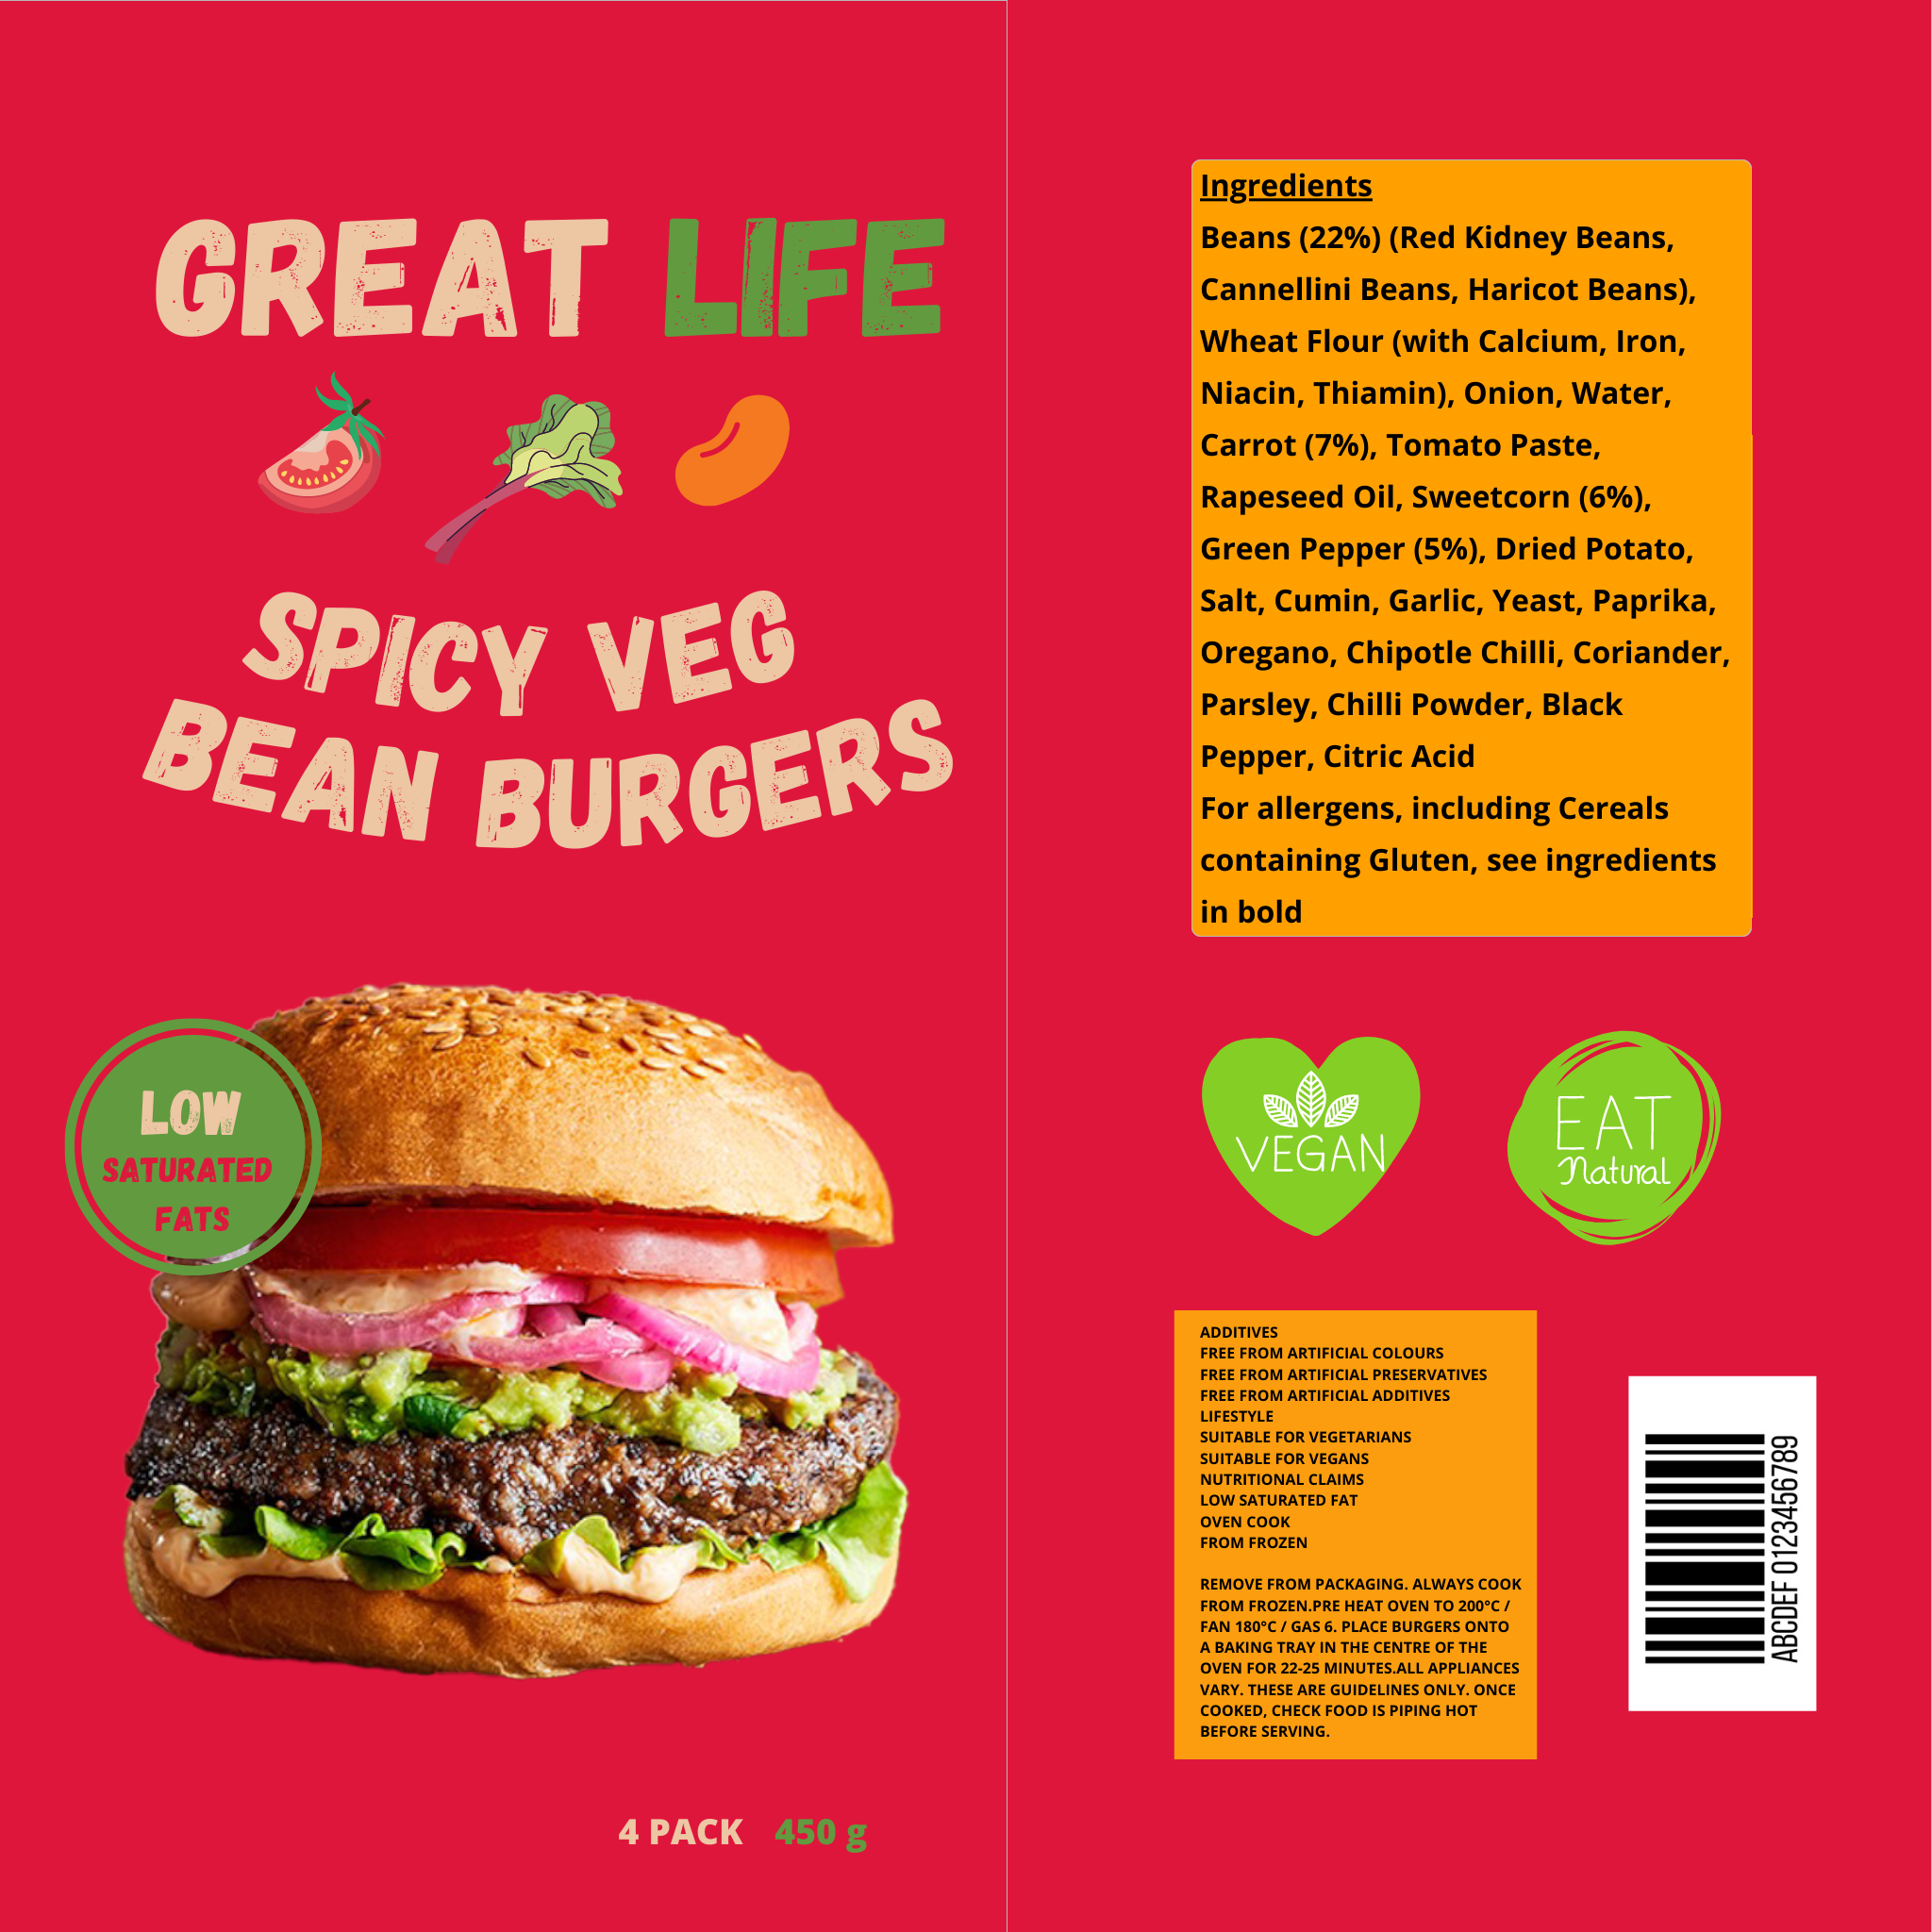 GREAT LIFE
SPICY VEG
BEAN BURGERS
LOW
SATURATED
FATS
4 PACK 450 g
Ingredients
Beans (22%) (Red Kidney Beans,
Cannellini Beans, Haricot Beans),
Wheat Flour (with Calcium, Iron,
Niacin, Thiamin), Onion, Water,
Carrot (7%), Tomato Paste,
Rapeseed Oil, Sweetcorn (6%),
Green Pepper (5%), Dried Potato,
Salt, Cumin, Garlic, Yeast, Paprika,
Oregano, Chipotle Chilli, Coriander,
Parsley, Chilli Powder, Black
Pepper, Citric Acid
For allergens, including Cereals
containing Gluten, see ingredients
in bold
VEGAN
EAT
Natural
ADDITIVES
FREE FROM ARTIFICIAL COLOURS
FREE FROM ARTIFICIAL PRESERVATIVES
FREE FROM ARTIFICIAL ADDITIVES
LIFESTYLE
SUITABLE FOR VEGETARIANS
SUITABLE FOR VEGANS
NUTRITIONAL CLAIMS
LOW SATURATED FAT
OVEN COOK
FROM FROZEN
REMOVE FROM PACKAGING. ALWAYS COOK
FROM FROZEN.PRE HEAT OVEN TO 200°C /
FAN 180°C / GAS 6. PLACE BURGERS ONTO
A BAKING TRAY IN THE CENTRE OF THE
OVEN FOR 22-25 MINUTES.ALL APPLIANCES
VARY. THESE ARE GUIDELINES ONLY. ONCE
COOKED, CHECK FOOD IS PIPING HOT
BEFORE SERVING.
ABCDEF 0123456789